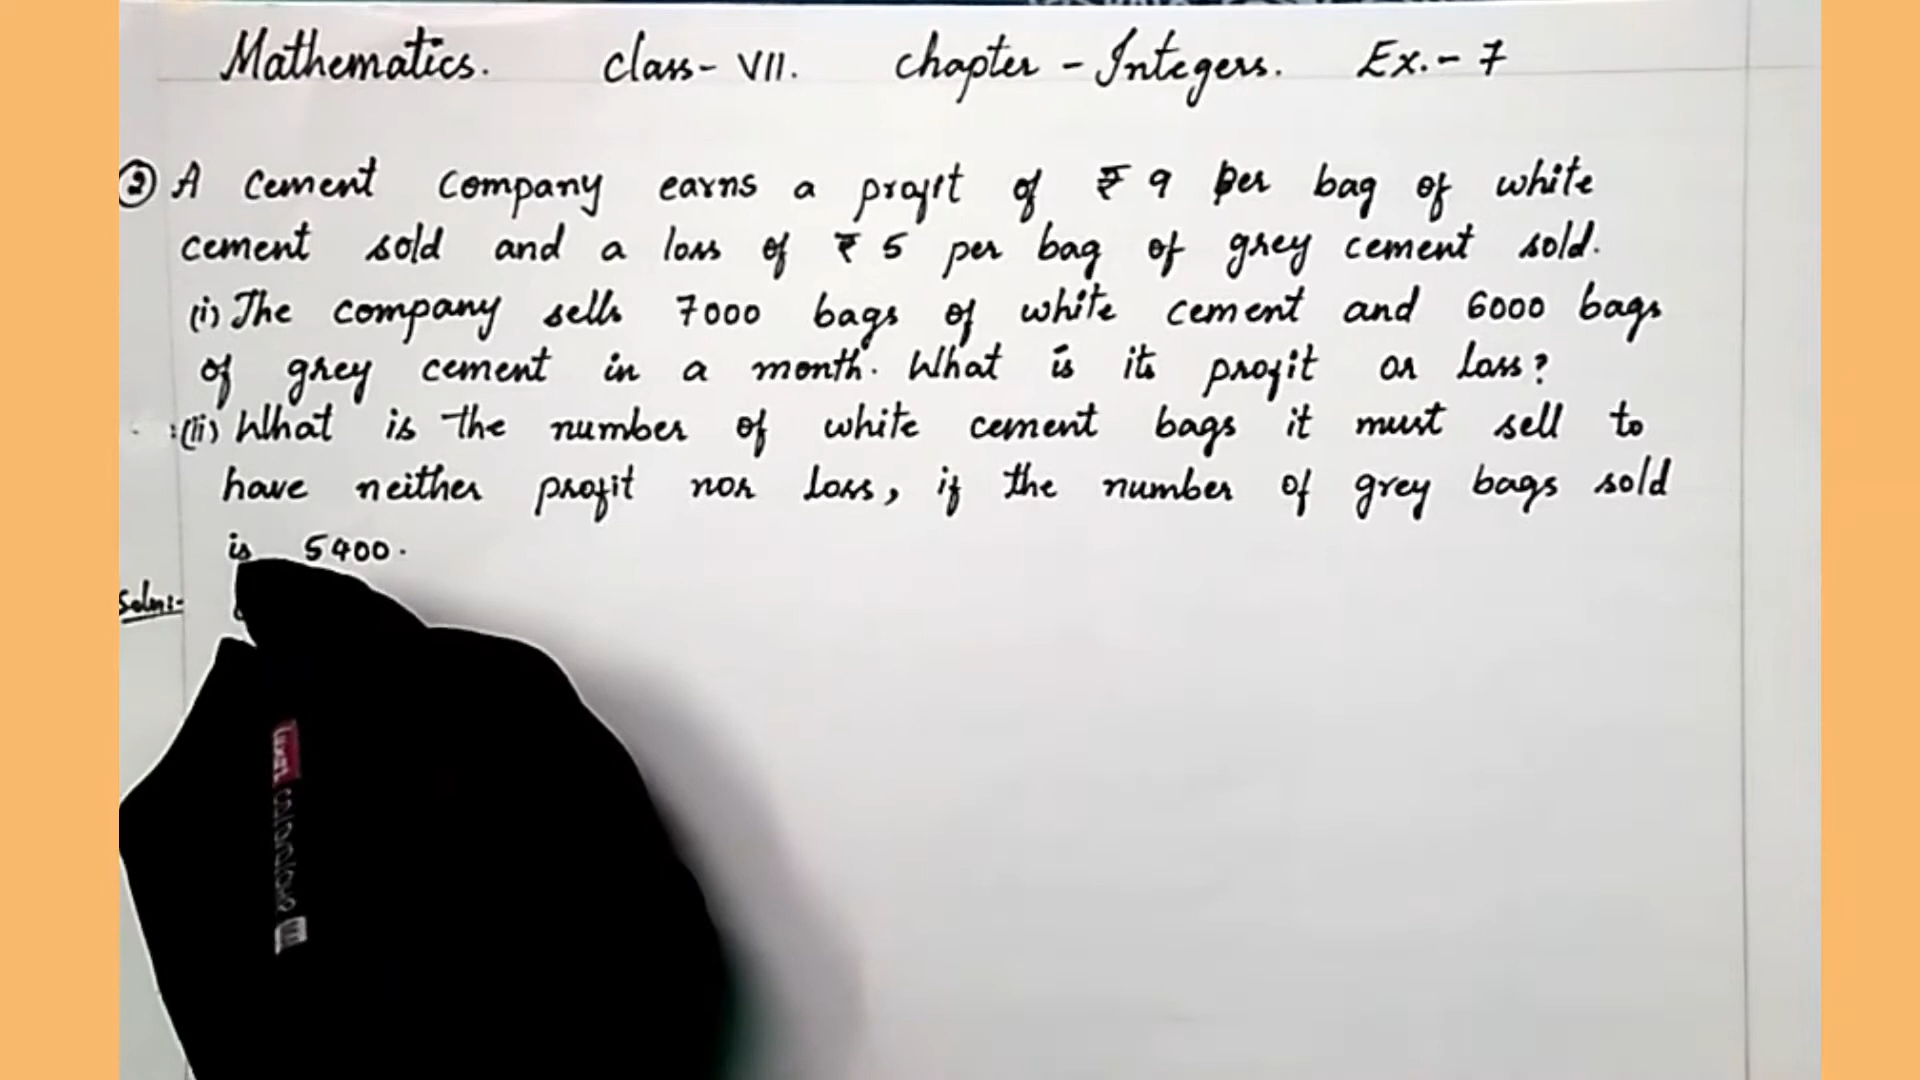 Mathematics. Class- VII. Chapter - Integers. Ex.- 7
② A Cement Company earns a profit of ₹ 9 per bag of white
cement sold and a loss of ₹ 5 per bag of grey cement sold.
(i) The company sells 7000 bags of white cement and 6000 bags
of grey cement in a month. What is its profit or loss?
(ii) What is the number of white cement bags it must sell to
have neither profit nor loss, if the number of grey bags sold
is 5400.
Soln:-